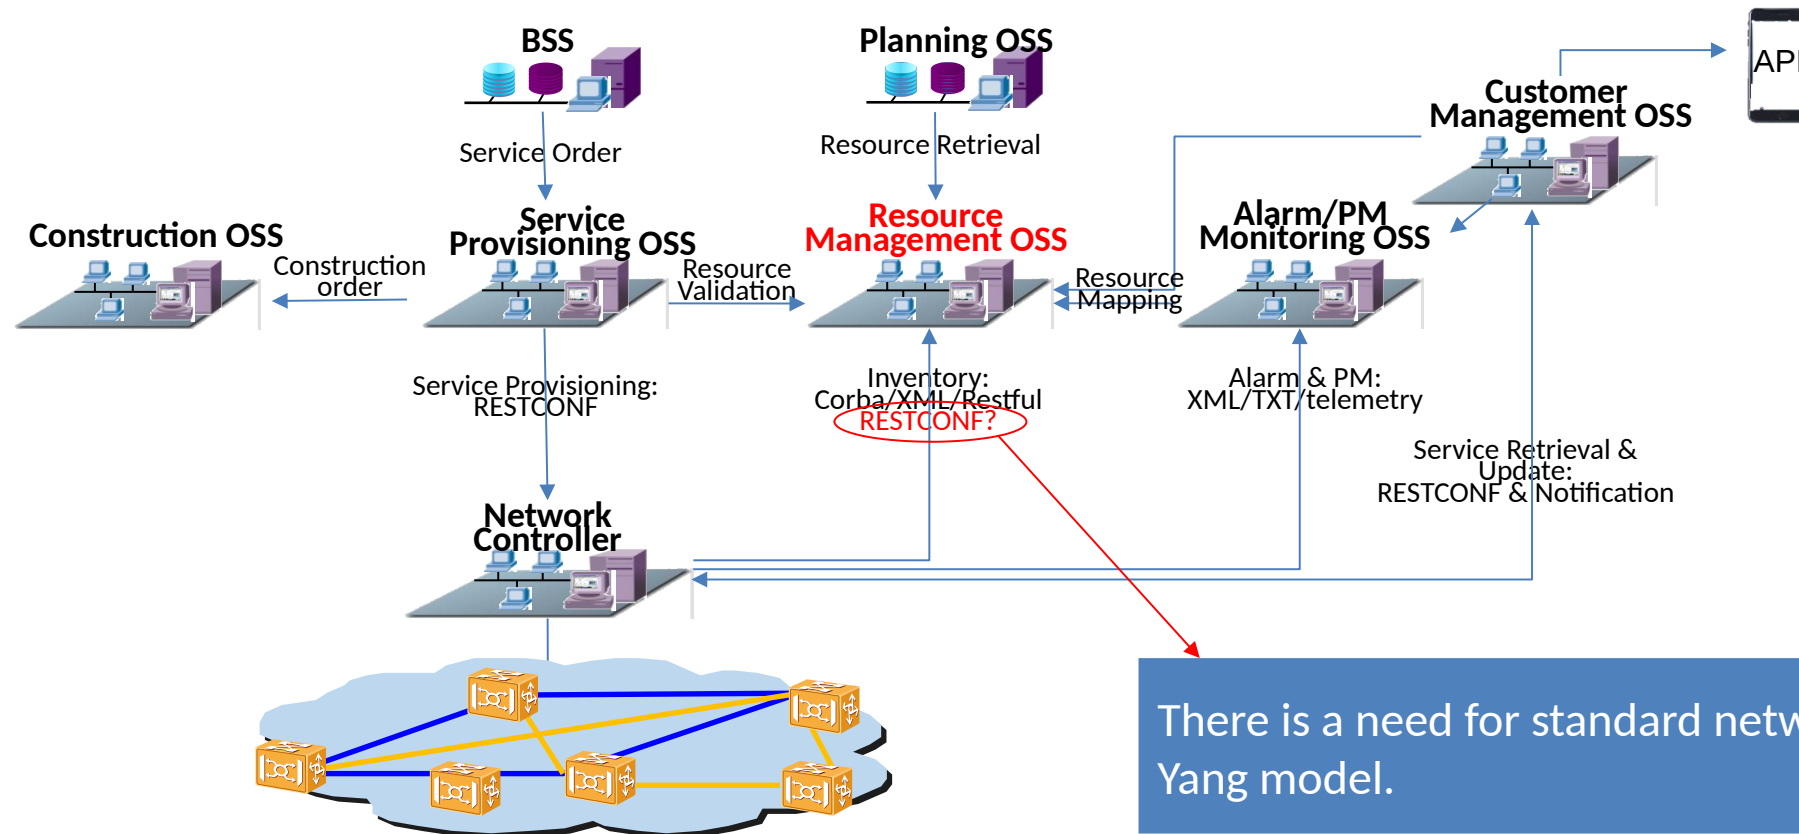 BSS
Planning OSS
Customer
Management OSS
Service Order
Resource Retrieval
Construction OSS
Service
Provisioning OSS
Resource
Management OSS
Alarm/PM
Monitoring OSS
Construction
order
Resource
Validation
Resource
Mapping
Service Provisioning:
RESTCONF
Inventory:
Corba/XML/Restful
RESTCONF?
Alarm & PM:
XML/TXT/telemetry
Service Retrieval &
Update:
RESTCONF & Notification
Network
Controller
There is a need for standard
Yang model.